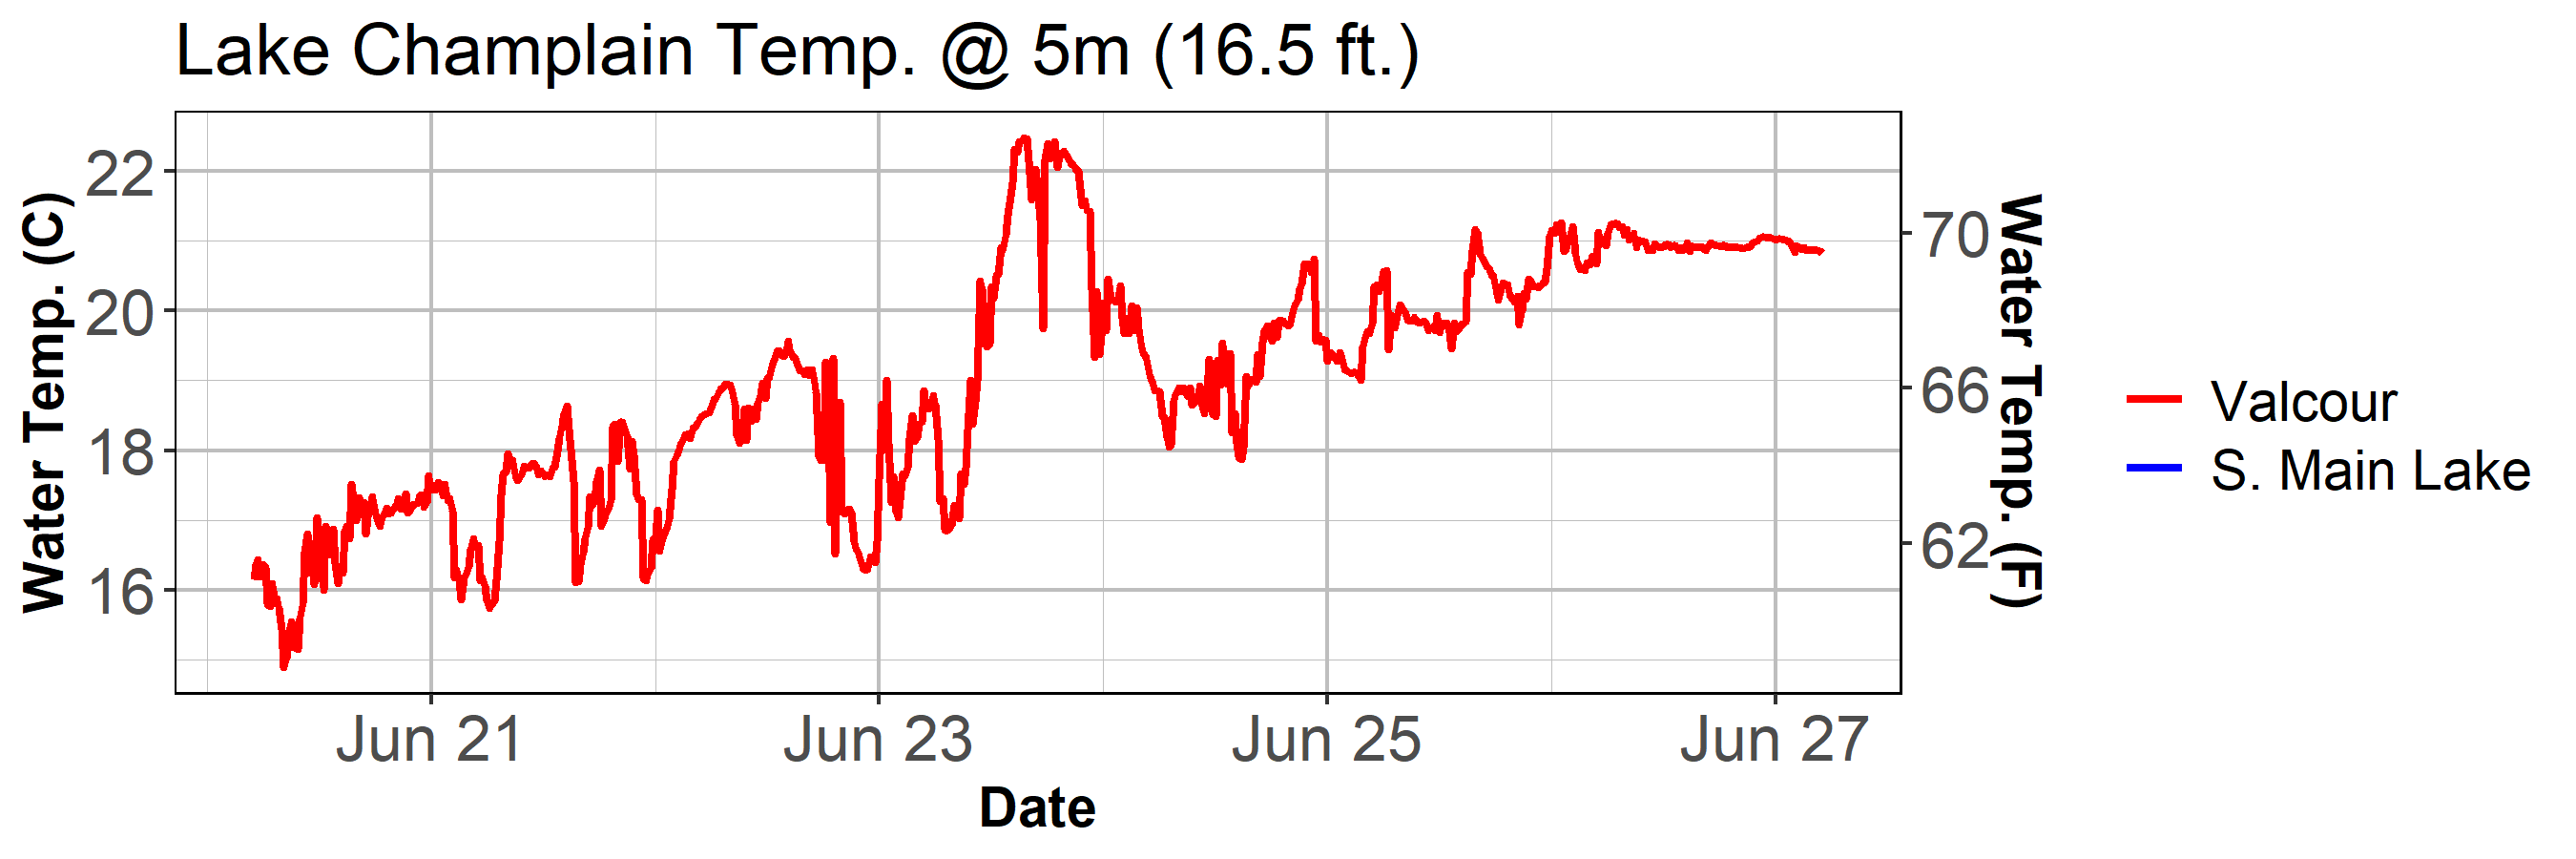 Lake Champlain Temp. @ 5m (16.5 ft.)
Water Temp. (C)
22
20
18
16
70
66
62
Water Temp. (F)
Jun 21
Jun 23
Jun 25
Jun 27
Date
Valcour
S. Main Lake